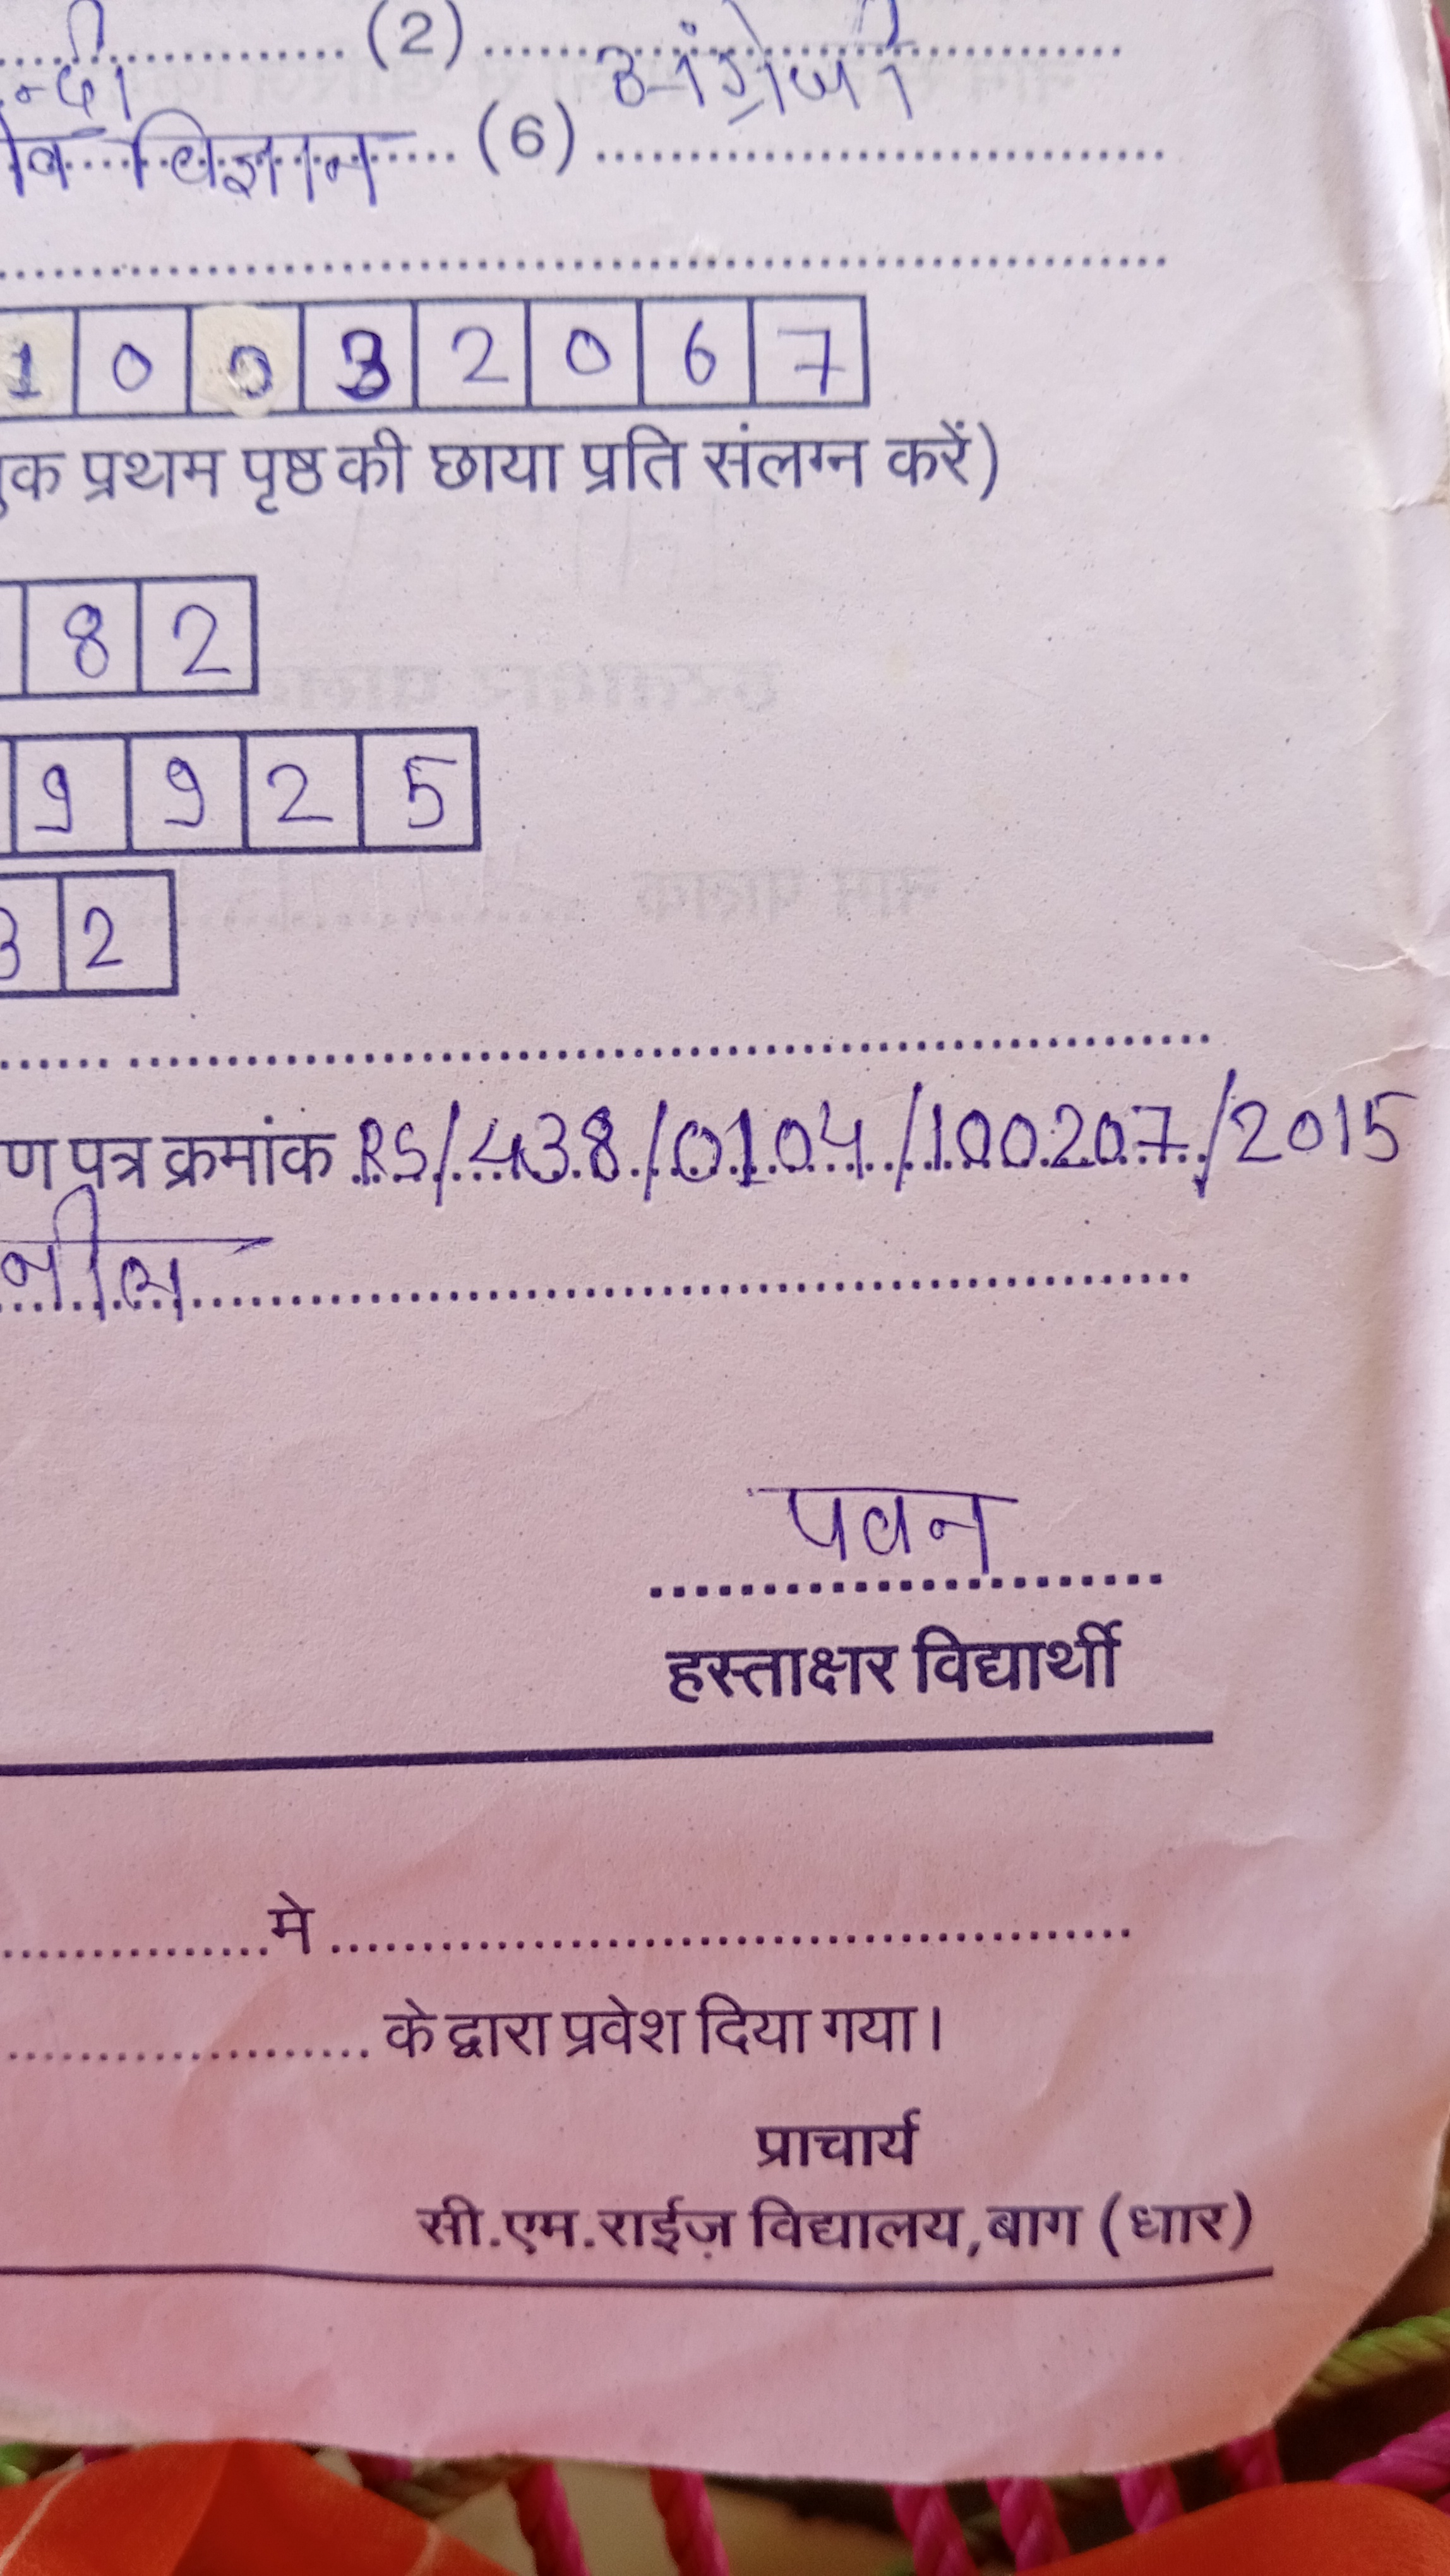 (2) अंग्रेजी
न्दी
विज्ञान (6)
1 0 0 3 2 0 6 7
प्रथम पृष्ठ की छाया प्रति संलग्न करें)
8 2
9 9 2 5
3 2
ण पत्र क्रमांक RS/438/0104/100207/2015
पवन
हस्ताक्षर विद्यार्थी
मे
के द्वारा प्रवेश दिया गया।
प्राचार्य
सी.एम.राईज़ विद्यालय, बाग (धार)